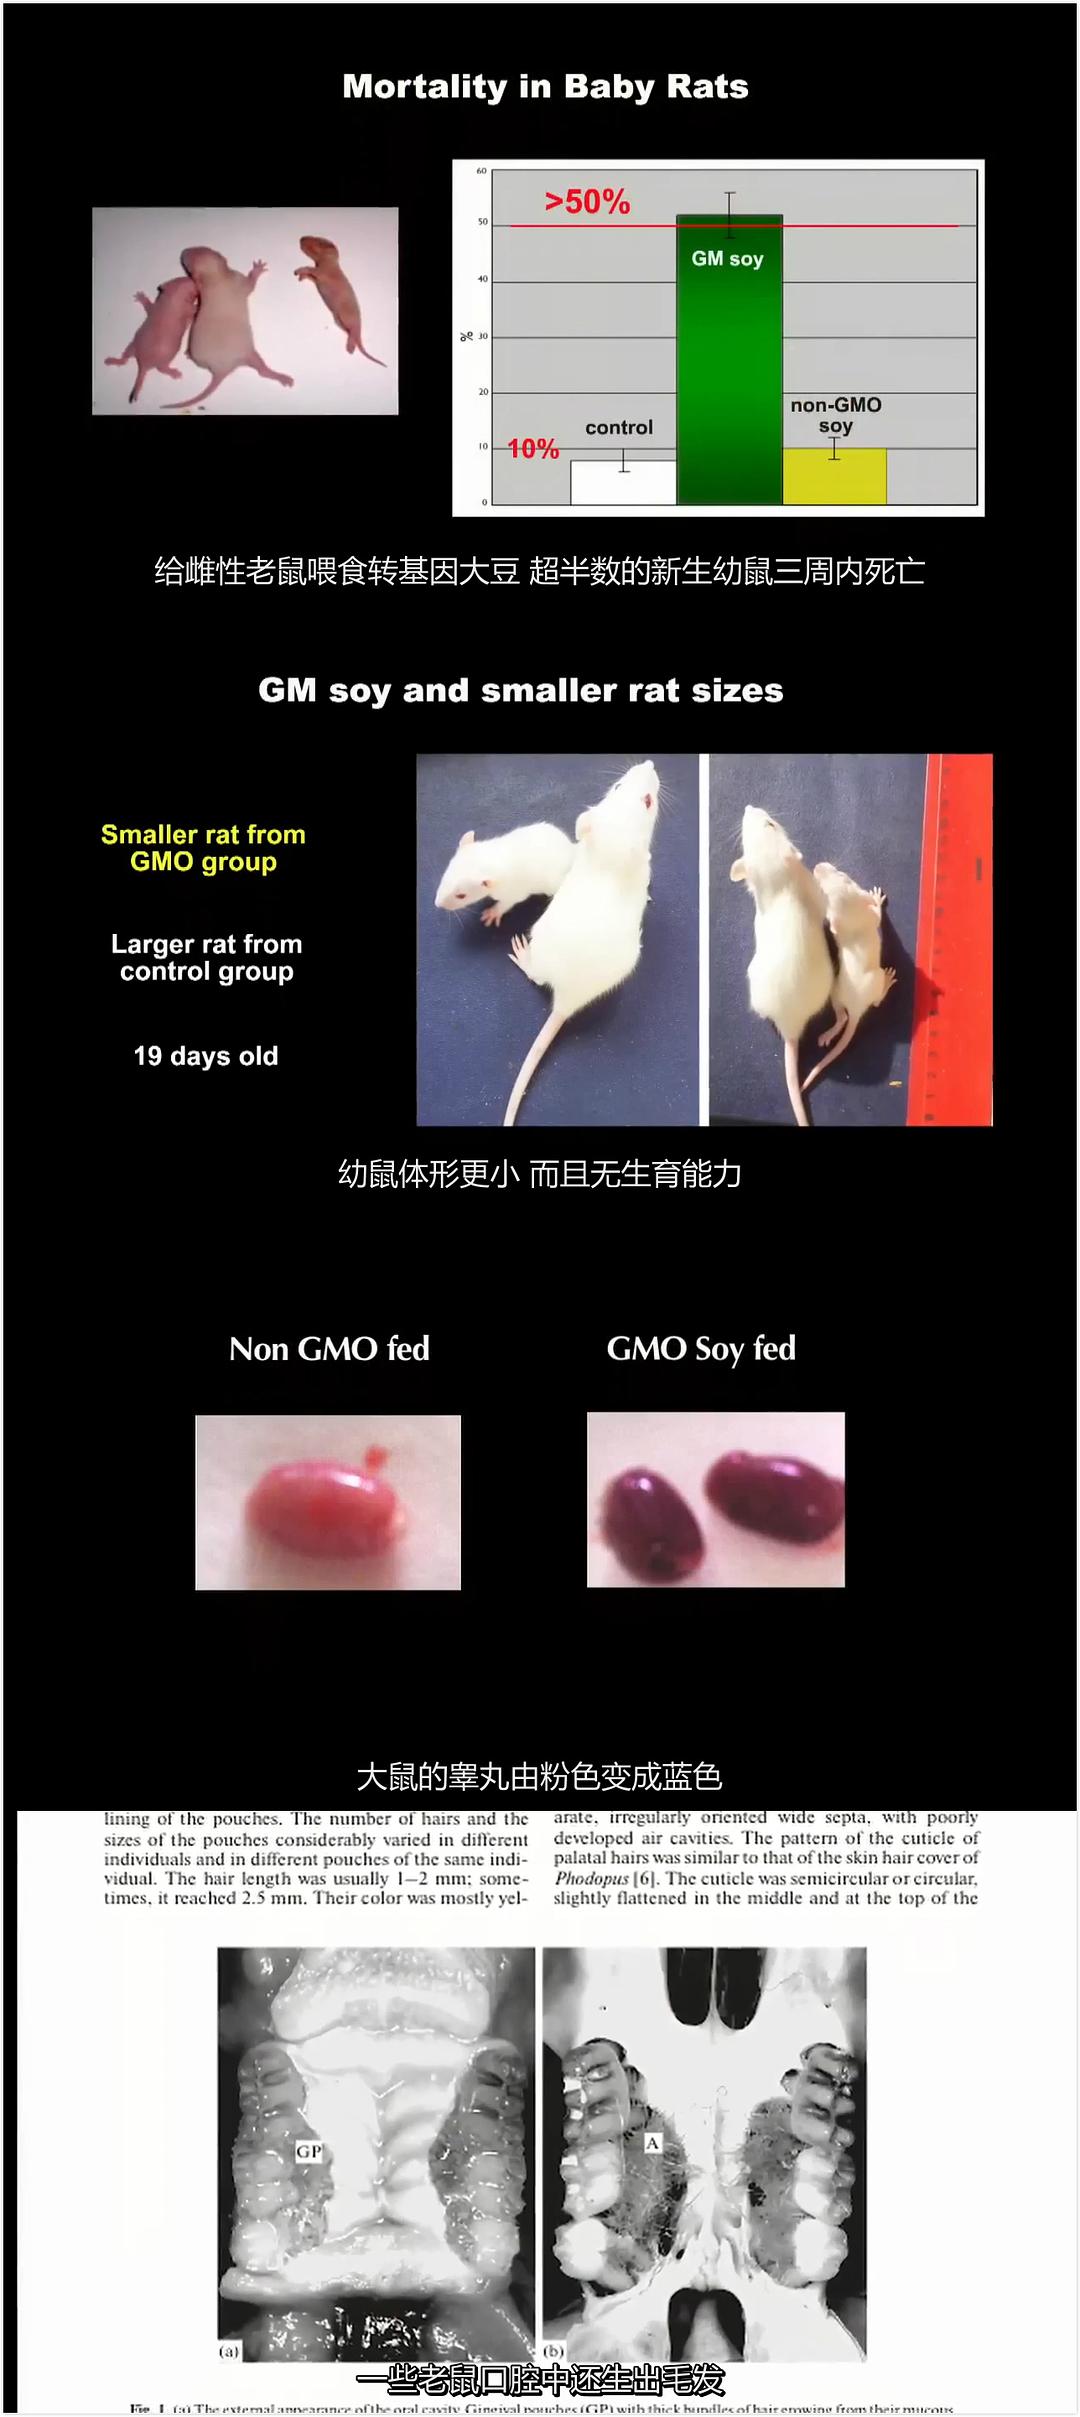 Mortality in Baby Rats
60
>50%
50
GM soy
40
%
30
20
non-GMO
soy
control
10
10%
0
给雌性老鼠喂食转基因大豆 超半数的新生幼鼠三周内死亡
GM soy and smaller rat sizes
Smaller rat from
GMO group
Larger rat from
control group
19 days old
幼鼠体形更小 而且无生育能力
Non GMO fed
GMO Soy fed
大鼠的睾丸由粉色变成蓝色
lining of the pouches. The number of hairs and the
sizes of the pouches considerably varied in different
individuals and in different pouches of the same indi-
vidual. The hair length was usually 1–2 mm; some-
times, it reached 2.5 mm. Their color was mostly yel-
arate, irregularly oriented wide septa, with poorly
developed air cavities. The pattern of the cuticle of
palatal hairs was similar to that of the skin hair cover of
Phodopus [6]. The cuticle was semicircular or circular,
slightly flattened in the middle and at the top of the
GP
A
(a)
(b)
一些老鼠口腔中还生出毛发
Fig. 1. (a) The external appearance of the oral cavity. Gingival pouches (GP) with thick bundles of hair growing from their mucous